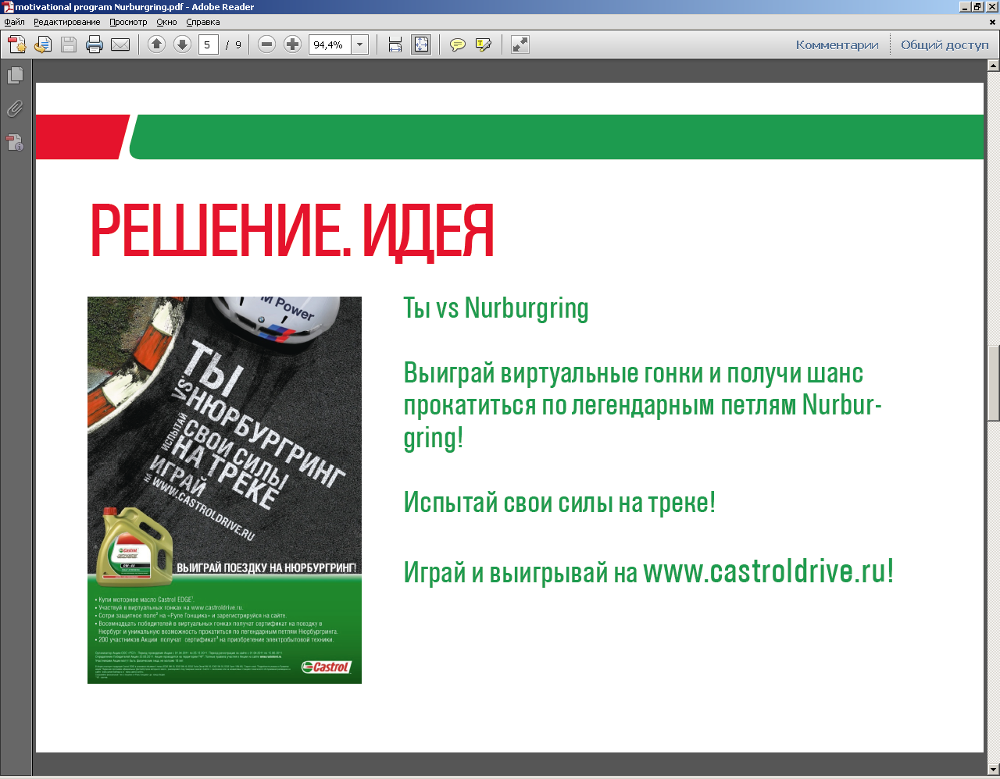 motivational program Nurburgring.pdf - Adobe Reader
Файл Редактирование Просмотр Окно Справка
5 / 9 94,4% Комментарии Общий доступ
РЕШЕНИЕ. ИДЕЯ
M Power
ТЫ
VS НЮРБУРГРИНГ
ИСПЫТАЙ СВОИ СИЛЫ
НА ТРЕКЕ
ИГРАЙ
НА WWW.CASTROLDRIVE.RU
Castrol
EDGE
0W-40
ВЫИГРАЙ ПОЕЗДКУ НА НЮРБУРГРИНГ!
• Купи моторное масло Castrol EDGE¹.
• Участвуй в виртуальных гонках на www.castroldrive.ru.
• Сотри защитное поле² на «Руле Гонщика» и зарегистрируйся на сайте.
• Восемнадцать победителей в виртуальных гонках получат сертификат на поездку в
Нюрбург и уникальную возможность прокатиться по легендарным петлям Нюрбургринга.
• 200 участников Акции получат сертификат³ на приобретение электробытовой техники.
Castrol
Ты vs Nurburgring
Выиграй виртуальные гонки и получи шанс
прокатиться по легендарным петлям Nurbur-
gring!
Испытай свои силы на треке!
Играй и выигрывай на www.castroldrive.ru!